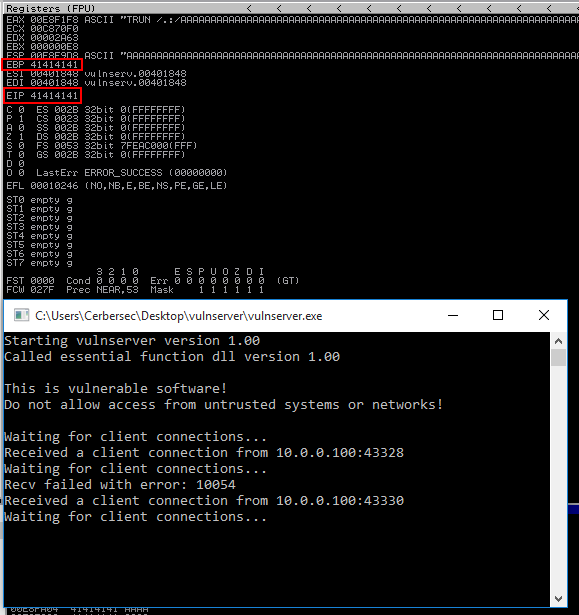 Registers (FPU) < < < < < < < < <
EAX 00E8F1F8 ASCII "TRUN /.:/AAAAAAAAAAAAAAAAAAAAAAAAAAAAAAAAAAAAAAAAAAAAAAAAAAAAAAAA
ECX 00C870F0
EDX 00002A63
EBX 000000E8
ESP 00E8F9D8 ASCII "AAAAAAAAAAAAAAAAAAAAAAAAAAAAAAAAAAAAAAAAAAAAAAAAAAAAAAAAAAAAAAAAA
EBP 41414141
ESI 00401848 vulnserv.00401848
EDI 00401848 vulnserv.00401848
EIP 41414141
C 0 ES 002B 32bit 0(FFFFFFFF)
P 1 CS 0023 32bit 0(FFFFFFFF)
A 0 SS 002B 32bit 0(FFFFFFFF)
Z 1 DS 002B 32bit 0(FFFFFFFF)
S 0 FS 0053 32bit 7FEAC000(FFF)
T 0 GS 002B 32bit 0(FFFFFFFF)
D 0
O 0 LastErr ERROR_SUCCESS (00000000)
EFL 00010246 (NO,NB,E,BE,NS,PE,GE,LE)
ST0 empty g
ST1 empty g
ST2 empty g
ST3 empty g
ST4 empty g
ST5 empty g
ST6 empty g
ST7 empty g
3 2 1 0 E S P U O Z D I
FST 0000 Cond 0 0 0 0 Err 0 0 0 0 0 0 0 0 (GT)
FCW 027F Prec NEAR,53 Mask 1 1 1 1 1 1
C:\Users\Cerbersec\Desktop\vulnserver\vulnserver.exe
Starting vulnserver version 1.00
Called essential function dll version 1.00
This is vulnerable software!
Do not allow access from untrusted systems or networks!
Waiting for client connections...
Received a client connection from 10.0.0.100:43328
Waiting for client connections...
Recv failed with error: 10054
Received a client connection from 10.0.0.100:43330
Waiting for client connections...
00E8FA04 41414141 AAAA